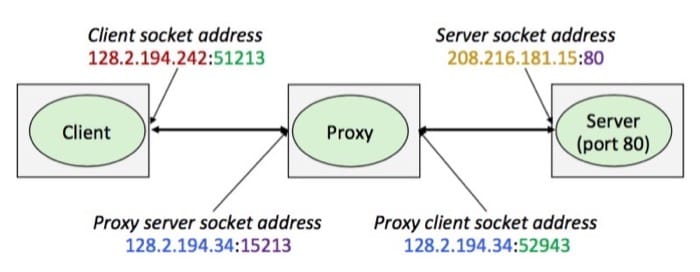 Client socket address
128.2.194.242:51213
Server socket address
208.216.181.15:80
Client
Proxy
Server
(port 80)
Proxy server socket address
128.2.194.34:15213
Proxy client socket address
128.2.194.34:52943